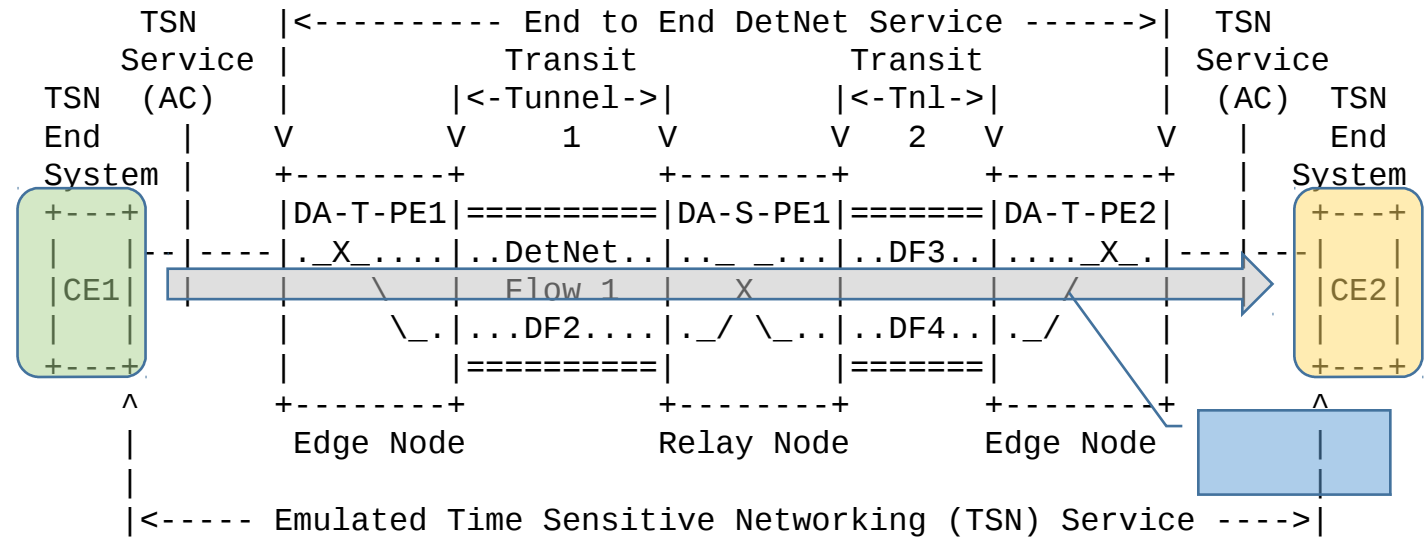 TSN    |<---------- End to End DetNet Service ------>|  TSN
        Service |             Transit            Transit      | Service
   TSN   (AC)   |         |<-Tunnel->|         |<-Tnl->|      |  (AC)  TSN
   End     |    V         V    1     V         V   2   V      V   |    End
  System   |    +--------+           +--------+        +--------+ |  System
   +---+   |    |DA-T-PE1|==========|DA-S-PE1|=======|DA-T-PE2|   |   +---+
   |   |--|----|._X_....|..DetNet..|.._ _...|..DF3..|...._X_.|---|---|   |
   |CE1|        |    \   |  Flow 1  |   X    |       |   /    |   |   |CE2|
   |   |        |     \_.|...DF2....|._/ \_..|..DF4..|._/     |       |   |
   +---+        |        |==========|        |=======|        |       +---+
       ^        +--------+          +--------+       +--------+       ^
       |         Edge Node          Relay Node       Edge Node        |
       |                                                              |
       |<----- Emulated Time Sensitive Networking (TSN) Service ---->|